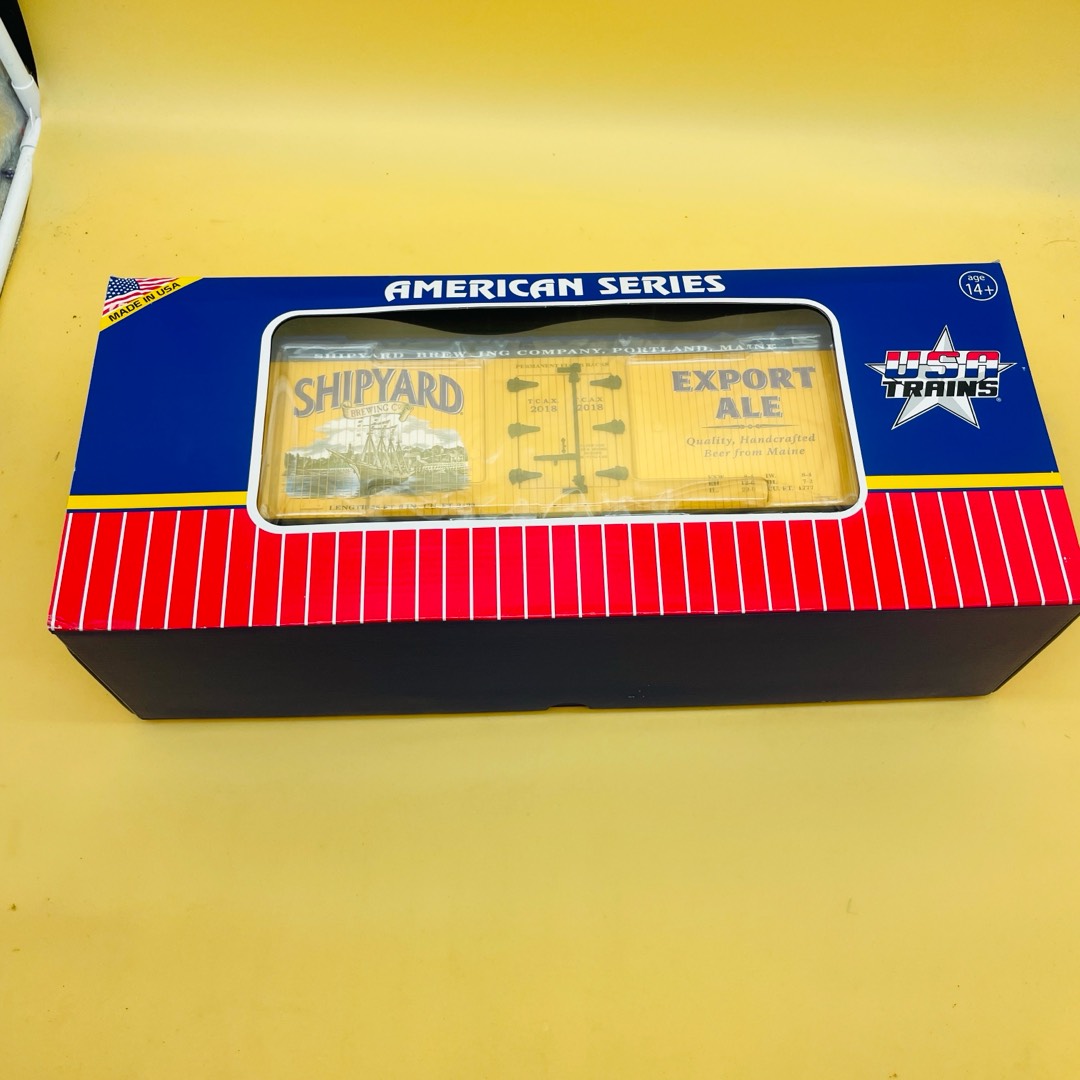 AMERICAN SERIES
MADE IN USA
age
14+
USA
TRAINS
SHIPYARD BREWING COMPANY, PORTLAND, MAINE
SHIPYARD
BREWING CO
T.C.A.X. T.C.A.X
2018 2018
EXPORT
ALE
Quality, Handcrafted
Beer from Maine